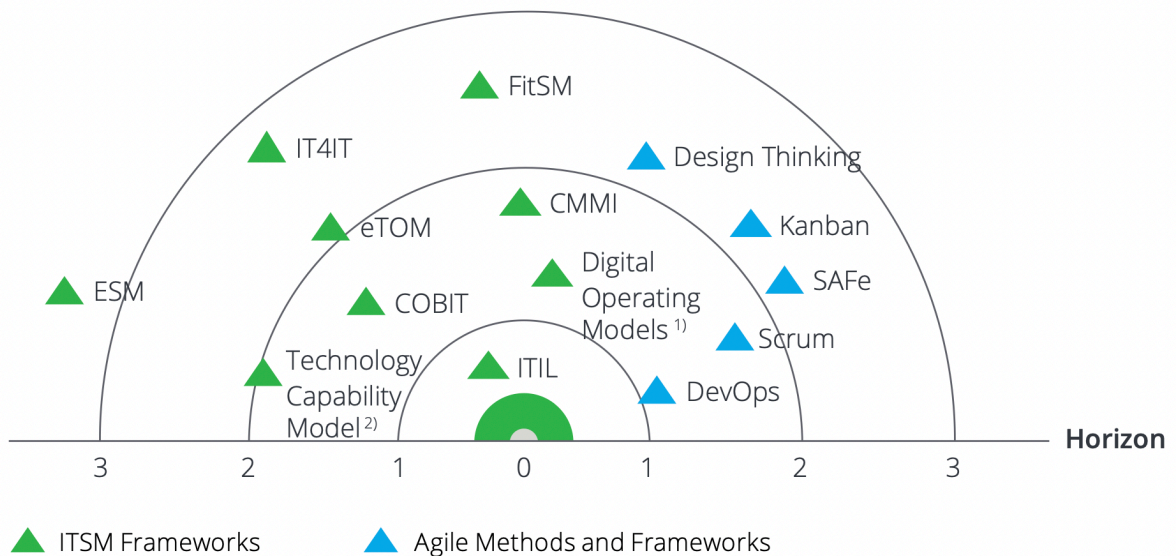 FitSM
IT4IT
Design Thinking
CMMI
Kanban
eTOM
Digital
Operating
Models 1)
SAFe
ESM
COBIT
Scrum
Technology
Capability
Model 2)
ITIL
DevOps
Horizon
3 2 1 0 1 2 3
ITSM Frameworks
Agile Methods and Frameworks